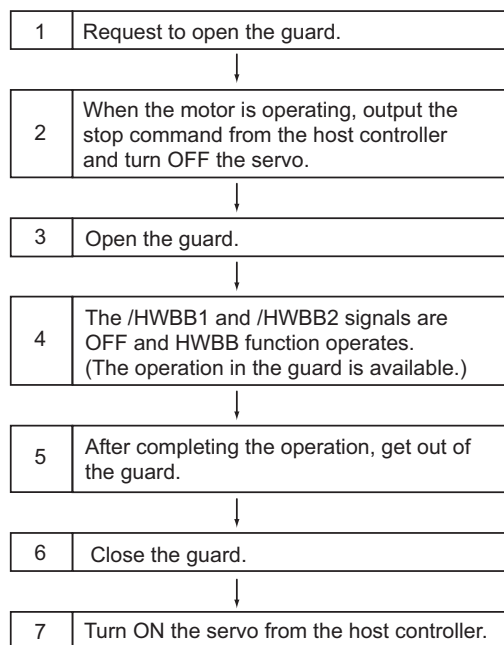 1 Request to open the guard.
2 When the motor is operating, output the
stop command from the host controller
and turn OFF the servo.
3 Open the guard.
4 The /HWBB1 and /HWBB2 signals are
OFF and HWBB function operates.
(The operation in the guard is available.)
5 After completing the operation, get out of
the guard.
6 Close the guard.
7 Turn ON the servo from the host controller.